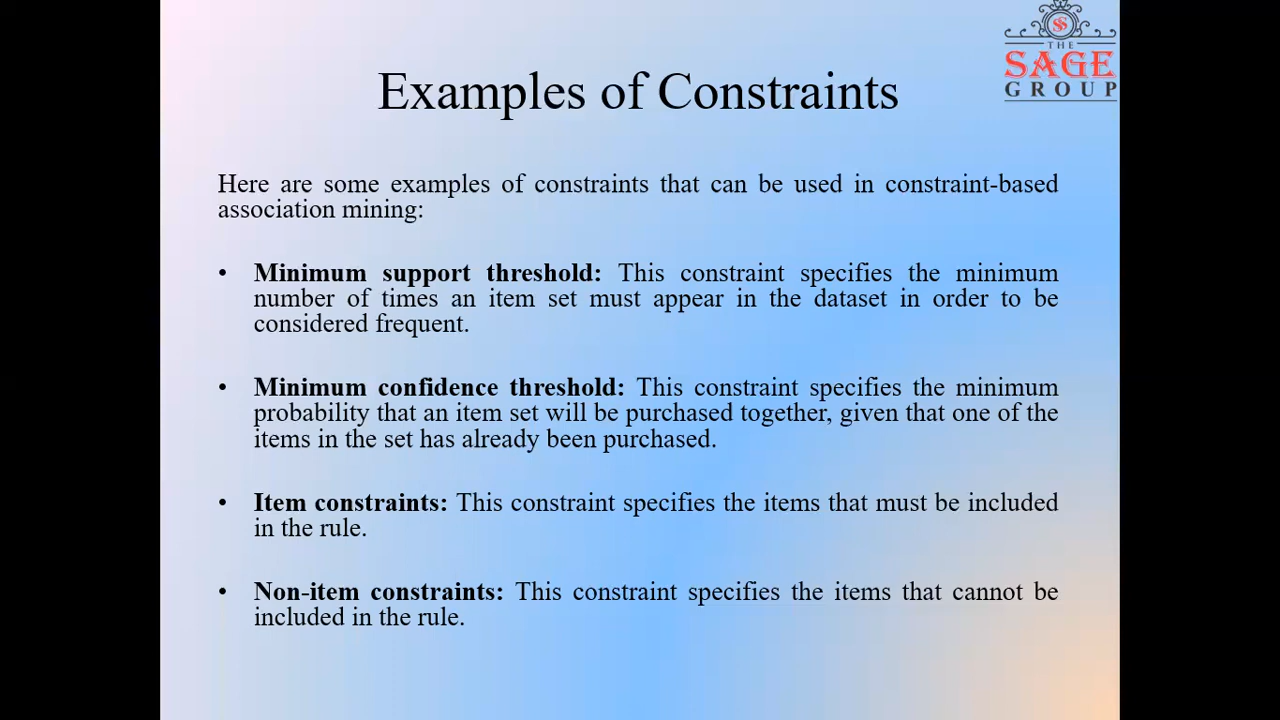 THE
SAGE
GROUP
Examples of Constraints
Here are some examples of constraints that can be used in constraint-based
association mining:
• Minimum support threshold: This constraint specifies the minimum
number of times an item set must appear in the dataset in order to be
considered frequent.
• Minimum confidence threshold: This constraint specifies the minimum
probability that an item set will be purchased together, given that one of the
items in the set has already been purchased.
• Item constraints: This constraint specifies the items that must be included
in the rule.
• Non-item constraints: This constraint specifies the items that cannot be
included in the rule.